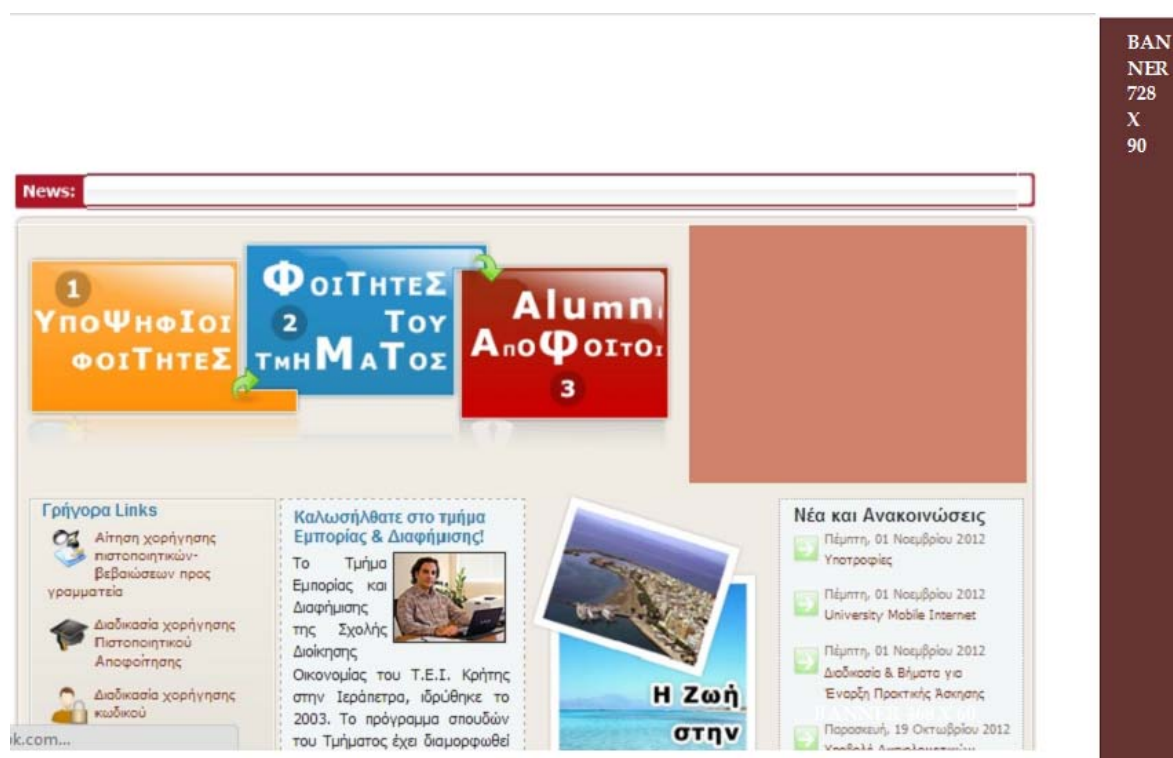 BAN
NER
728
X
90
News:
1
ΥποΨηφΙοι
φοιΤητεΣ
ΦοιΤητεΣ
2 Του
τμηΜαΤος
Alumni
ΑποΦοιτοι
3
Γρήγορα Links
Αίτηση χορήγησης
πιστοποιητικών-
βεβαιώσεων προς
γραμματεία
Διαδικασία χορήγησης
Πιστοποιητικού
Αποφοίτησης
Διαδικασία χορήγησης
κωδικού
k.com...
Καλωσήλθατε στο τμήμα
Εμπορίας & Διαφήμισης!
Το Τμήμα
Εμπορίας και
Διαφήμισης
της Σχολής
Διοίκησης
Οικονομίας του Τ.Ε.Ι. Κρήτης
στην Ιεράπετρα, ιδρύθηκε το
2003. Το πρόγραμμα σπουδών
του Τμήματος έχει διαμορφωθεί
Η Ζωή
στην
Νέα και Ανακοινώσεις
Πέμπτη, 01 Νοεμβρίου 2012
Υποτροφίες
Πέμπτη, 01 Νοεμβρίου 2012
University Mobile Internet
Πέμπτη, 01 Νοεμβρίου 2012
Διαδικασία & Βήματα για
Έναρξη Πρακτικής Άσκησης
BANNER X 60
Παρασκευή, 19 Οκτωβρίου 2012